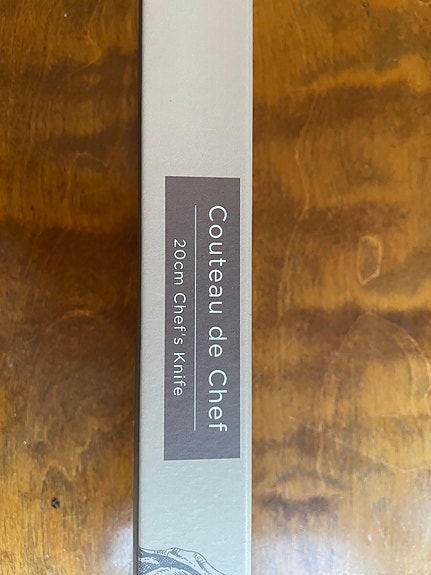 Couteau de Chef
20cm Chef's Knife